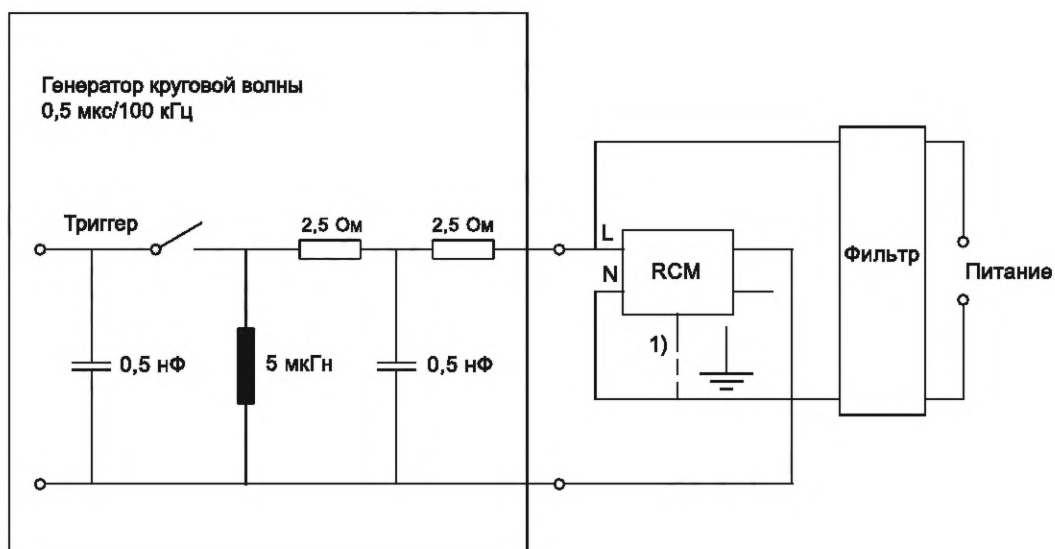 Генератор круговой волны
0,5 мкс/100 кГц
Триггер
2,5 Ом
2,5 Ом
L
N
RCM
Фильтр
Питание
1)
0,5 нФ
5 мкГн
0,5 нФ